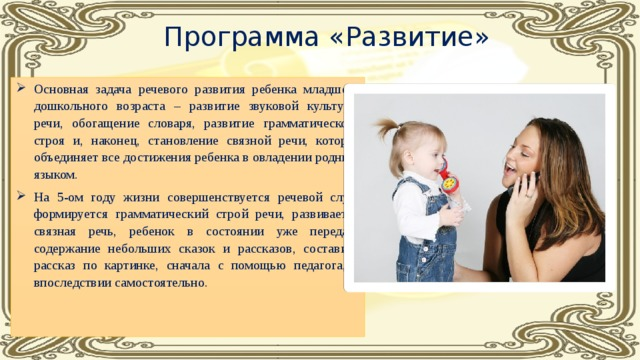 Программа «Развитие»
Основная задача речевого развития ребенка
дошкольного возраста – развитие звуковой
речи, обогащение словаря, развитие
строя и, наконец, становление связной речи,
объединяет все достижения ребенка в овладении
языком.
На 5-ом году жизни совершенствуется речевой
формируется грамматический строй речи,
связная речь, ребенок в состоянии уже
содержание небольших сказок и рассказов,
рассказ по картинке, сначала с помощью педагога,
впоследствии самостоятельно.